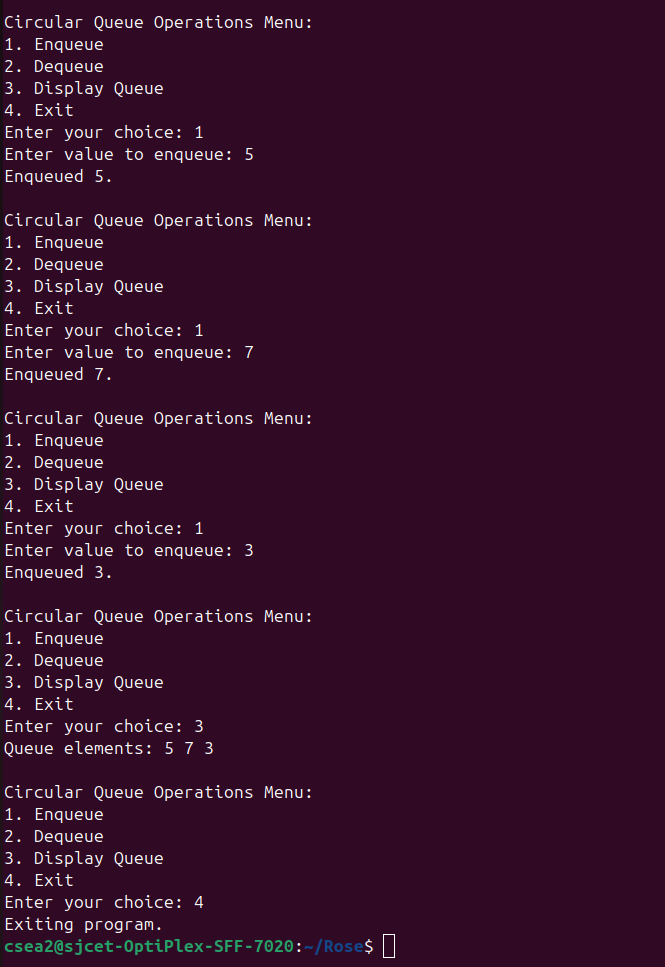 Circular Queue Operations Menu:
1. Enqueue
2. Dequeue
3. Display Queue
4. Exit
Enter your choice: 1
Enter value to enqueue: 5
Enqueued 5.
Circular Queue Operations Menu:
1. Enqueue
2. Dequeue
3. Display Queue
4. Exit
Enter your choice: 1
Enter value to enqueue: 7
Enqueued 7.
Circular Queue Operations Menu:
1. Enqueue
2. Dequeue
3. Display Queue
4. Exit
Enter your choice: 1
Enter value to enqueue: 3
Enqueued 3.
Circular Queue Operations Menu:
1. Enqueue
2. Dequeue
3. Display Queue
4. Exit
Enter your choice: 3
Queue elements: 5 7 3
Circular Queue Operations Menu:
1. Enqueue
2. Dequeue
3. Display Queue
4. Exit
Enter your choice: 4
Exiting program.
csea2@sjcet-OptiPlex-SFF-7020:~/Rose$